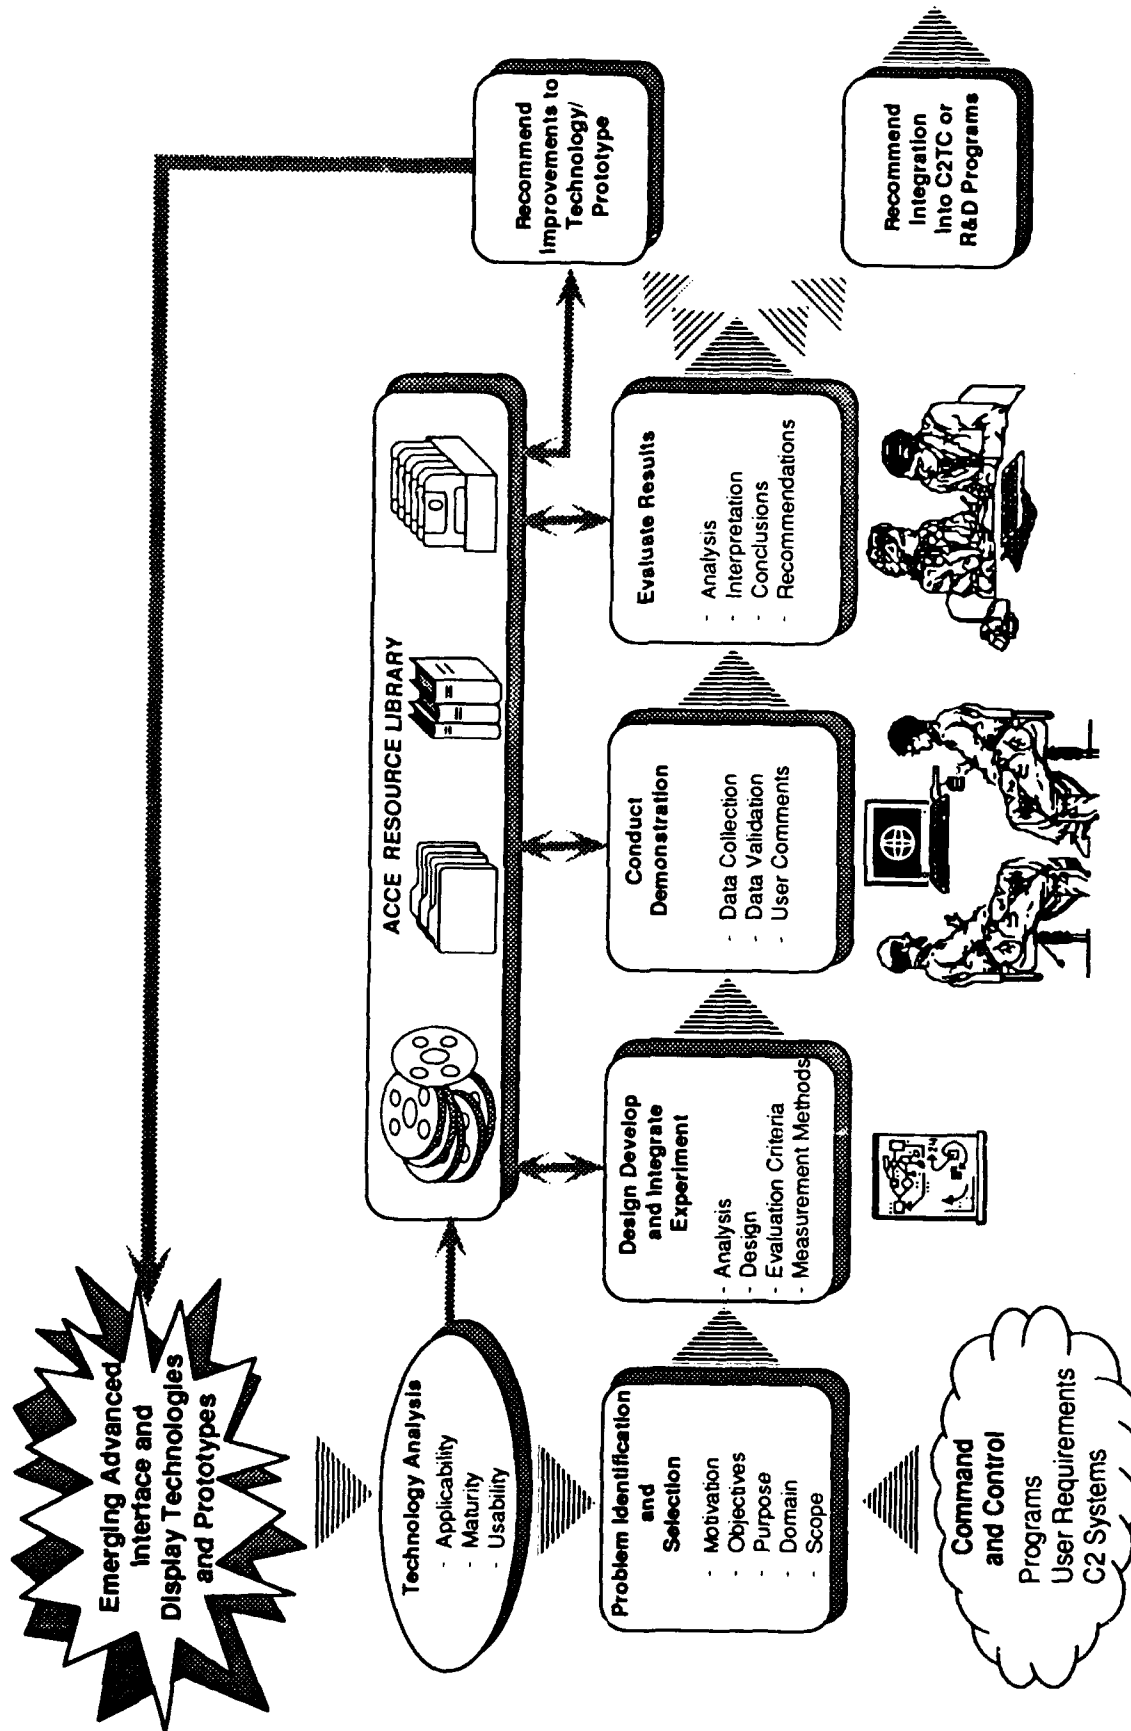 Emerging Advanced
Interface and
Display Technologies
and Prototypes
Technology Analysis
- Applicability
- Maturity
- Usability
ACCE RESOURCE LIBRARY
Recommend
Improvements to
Technology/
Prototype
Problem Identification
and
Selection
- Motivation
- Objectives
- Purpose
- Domain
- Scope
Design Develop
and Integrate
Experiment
- Analysis
- Design
- Evaluation Criteria
- Measurement Methods
Conduct
Demonstration
- Data Collection
- Data Validation
- User Comments
Evaluate Results
- Analysis
- Interpretation
- Conclusions
- Recommendations
Recommend
Integration
Into C2TC or
R&D Programs
Command
and Control
Programs
User Requirements
C2 Systems